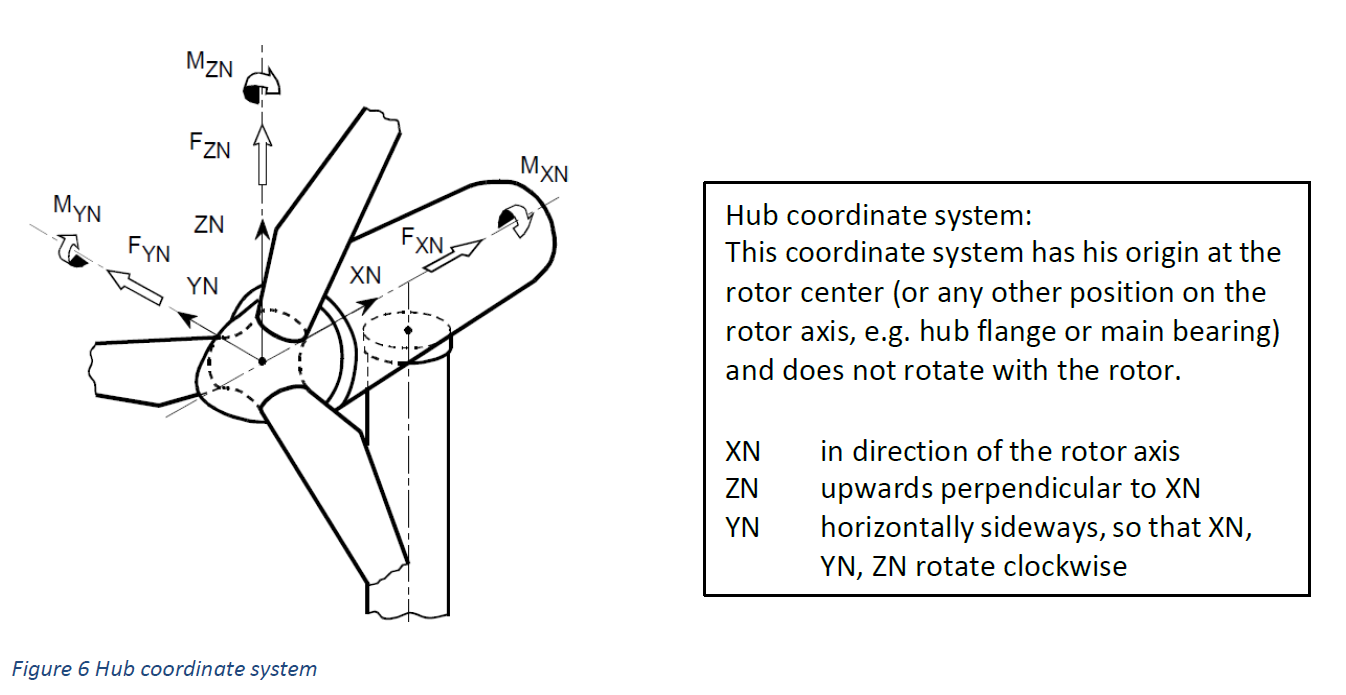 MZN
FZN
MXN
MYN
ZN
FYN
FXN
YN
XN
Hub coordinate system:
This coordinate system has his origin at the
rotor center (or any other position on the
rotor axis, e.g. hub flange or main bearing)
and does not rotate with the rotor.
XN in direction of the rotor axis
ZN upwards perpendicular to XN
YN horizontally sideways, so that XN,
YN, ZN rotate clockwise
Figure 6 Hub coordinate system